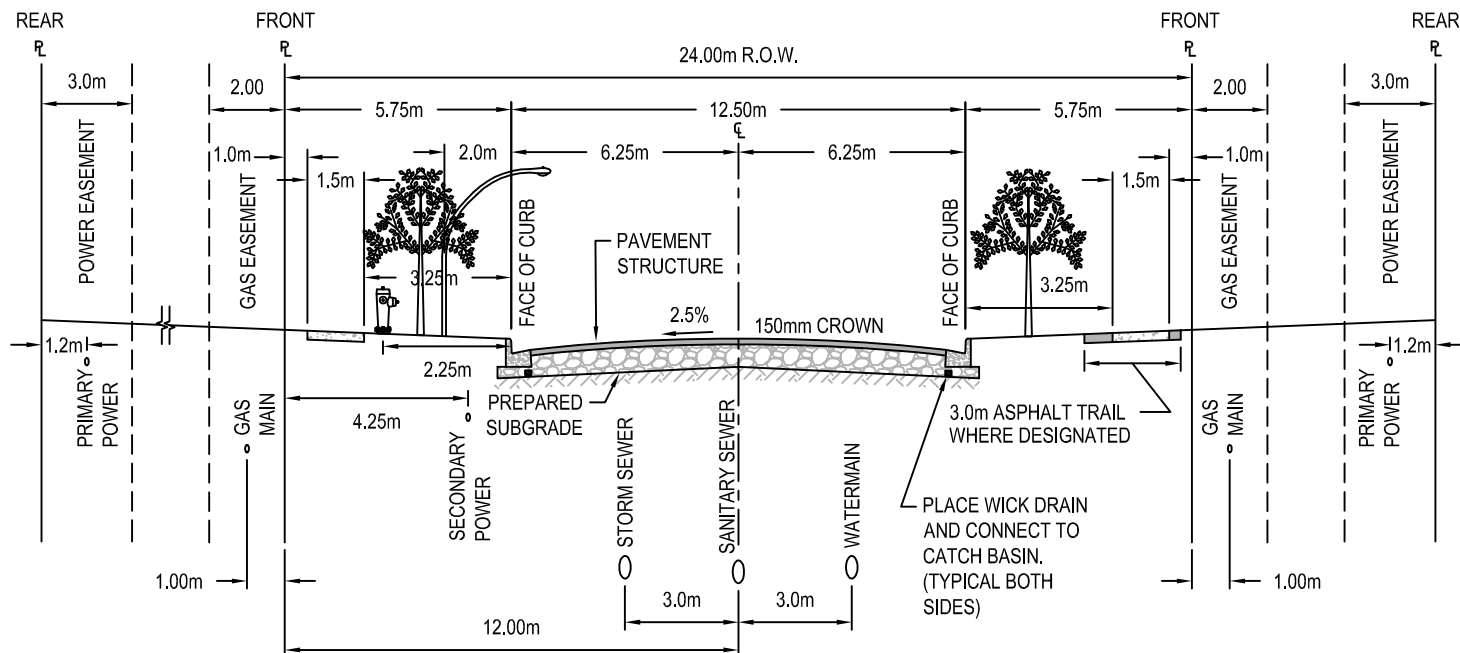 REAR
FRONT
FRONT
REAR
℄
24.00m R.O.W.
3.0m
2.00
5.75m
12.50m
5.75m
2.00
3.0m
1.0m
2.0m
6.25m
6.25m
1.0m
1.5m
1.5m
POWER EASEMENT
GAS EASEMENT
FACE OF CURB
PAVEMENT
STRUCTURE
FACE OF CURB
GAS EASEMENT
POWER EASEMENT
3.25m
3.25m
2.5%
150mm CROWN
1.2m
1.2m
2.25m
PRIMARY
POWER
GAS
MAIN
4.25m
PREPARED
SUBGRADE
3.0m ASPHALT TRAIL
WHERE DESIGNATED
GAS
MAIN
PRIMARY
POWER
SECONDARY
POWER
STORM SEWER
SANITARY SEWER
WATERMAIN
PLACE WICK DRAIN
AND CONNECT TO
CATCH BASIN.
(TYPICAL BOTH
SIDES)
1.00m
1.00m
3.0m
3.0m
12.00m